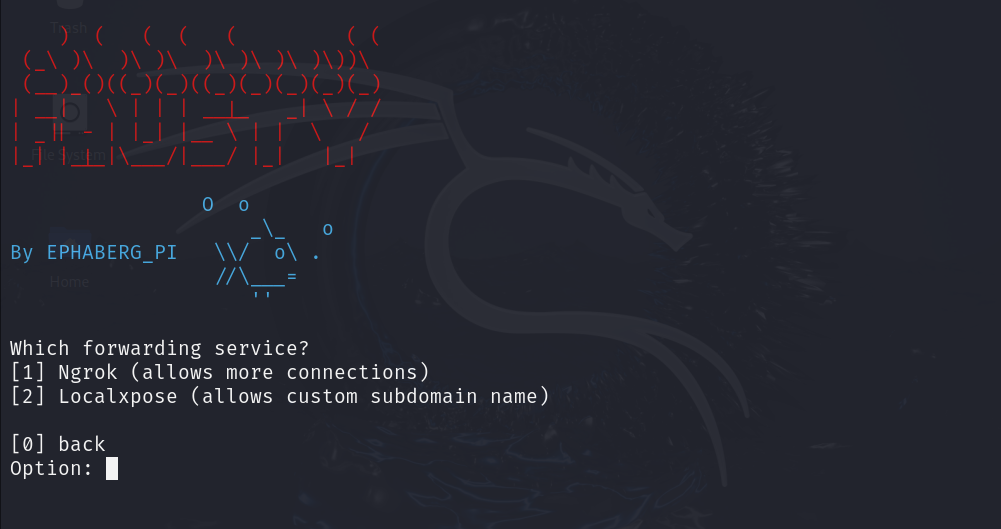 Trash
File System
By EPHABERG_PI
Home
Which forwarding service?
[1] Ngrok (allows more connections)
[2] Localxpose (allows custom subdomain name)
[0] back
Option: